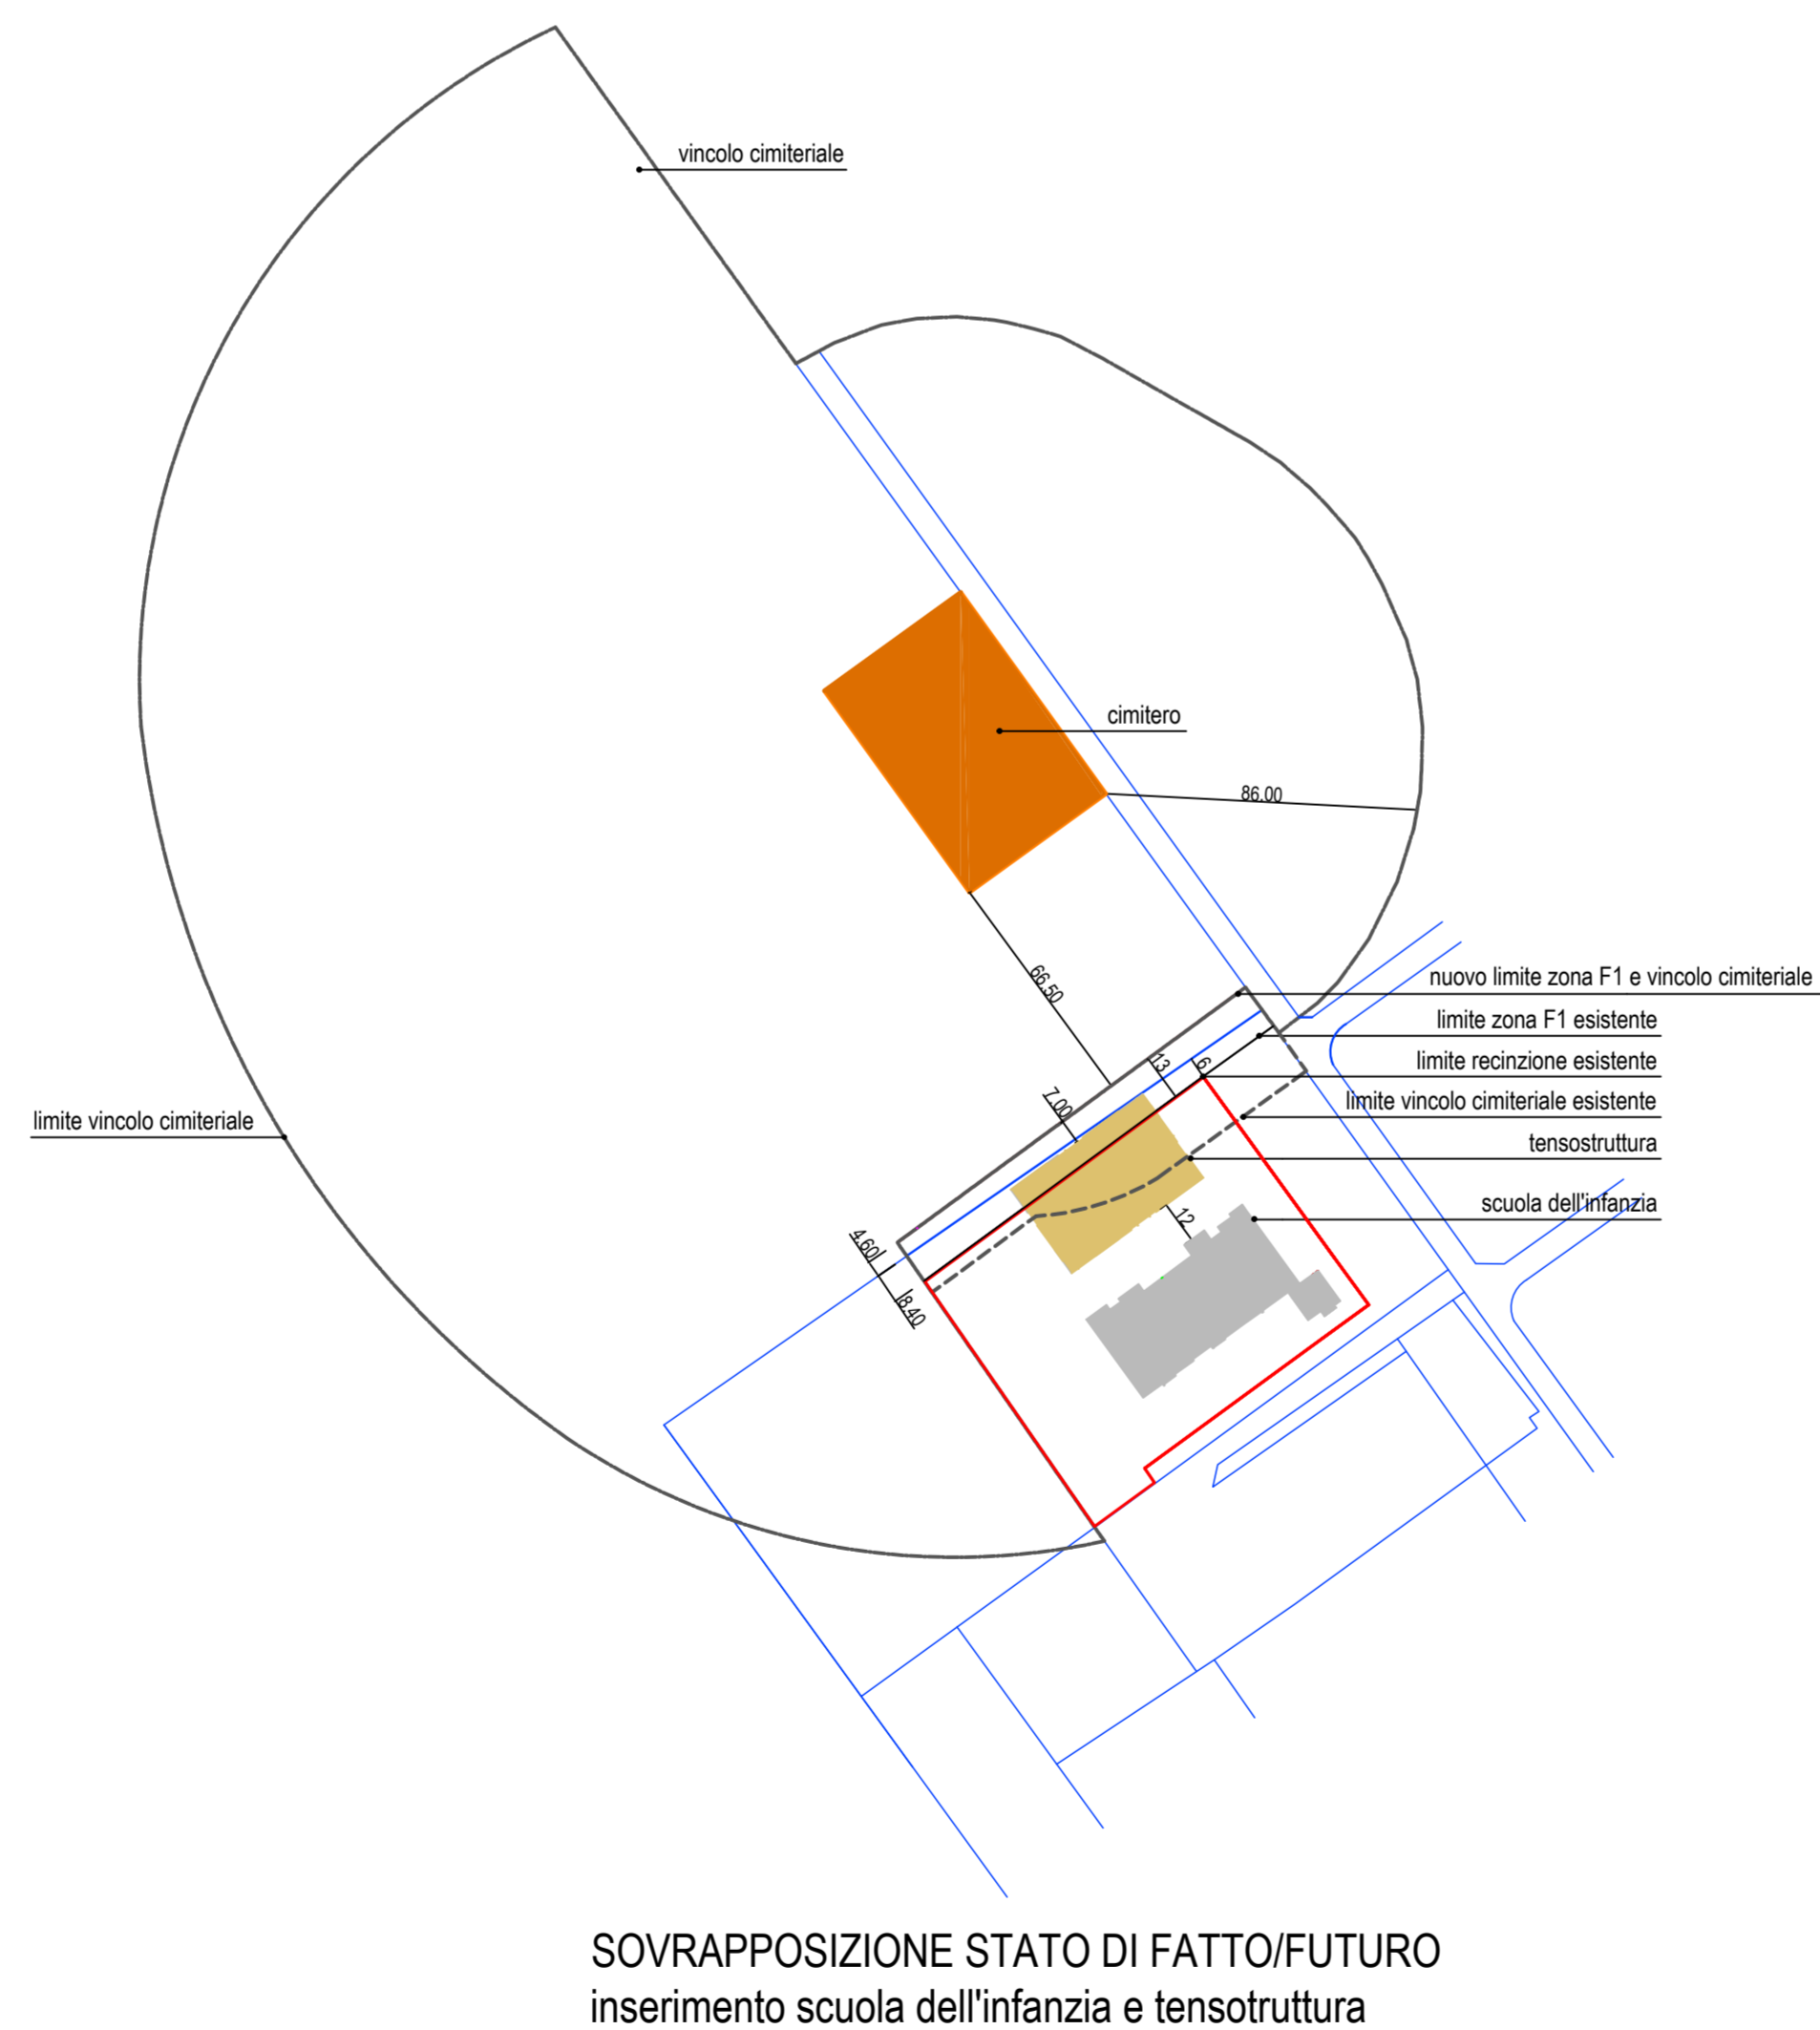 vincolo cimiteriale
cimitero
86.00
66.50
nuovo limite zona F1 e vincolo cimiteriale
limite zona F1 esistente
limite recinzione esistente
limite vincolo cimiteriale esistente
tensostruttura
scuola dell'infanzia
13
6
7.00
limite vincolo cimiteriale
12
4.60
8.40
SOVRAPPOSIZIONE STATO DI FATTO/FUTURO
inserimento scuola dell'infanzia e tensotruttura